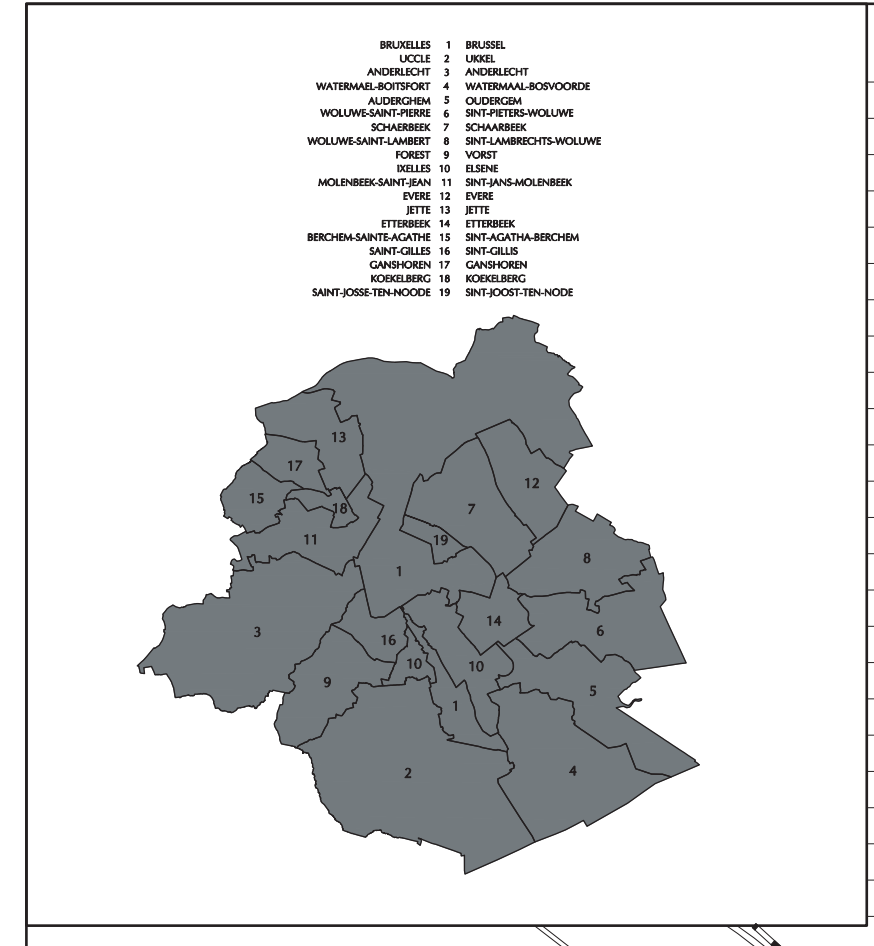 BRUXELLES 1 BRUSSEL
UCCLE 2 UKKEL
ANDERLECHT 3 ANDERLECHT
WATERMAEL-BOITSFORT 4 WATERMAAL-BOSVOORDE
AUDERGHEM 5 OUDERGEM
WOLUWE-SAINT-PIERRE 6 SINT-PIETERS-WOLUWE
SCHAERBEEK 7 SCHAARBEEK
WOLUWE-SAINT-LAMBERT 8 SINT-LAMBRECHTS-WOLUWE
FOREST 9 VORST
IXELLES 10 ELSENE
MOLENBEEK-SAINT-JEAN 11 SINT-JANS-MOLENBEEK
EVERE 12 EVERE
JETTE 13 JETTE
ETTERBEEK 14 ETTERBEEK
BERCHEM-SAINTE-AGATHE 15 SINT-AGATHA-BERCHEM
SAINT-GILLES 16 SINT-GILLIS
GANSHOREN 17 GANSHOREN
KOEKELBERG 18 KOEKELBERG
SAINT-JOSSE-TEN-NOODE 19 SINT-JOOST-TEN-NODE
13
17
12
15
18
7
11
19
8
1
14
3
6
16
10
10
9
5
1
2
4